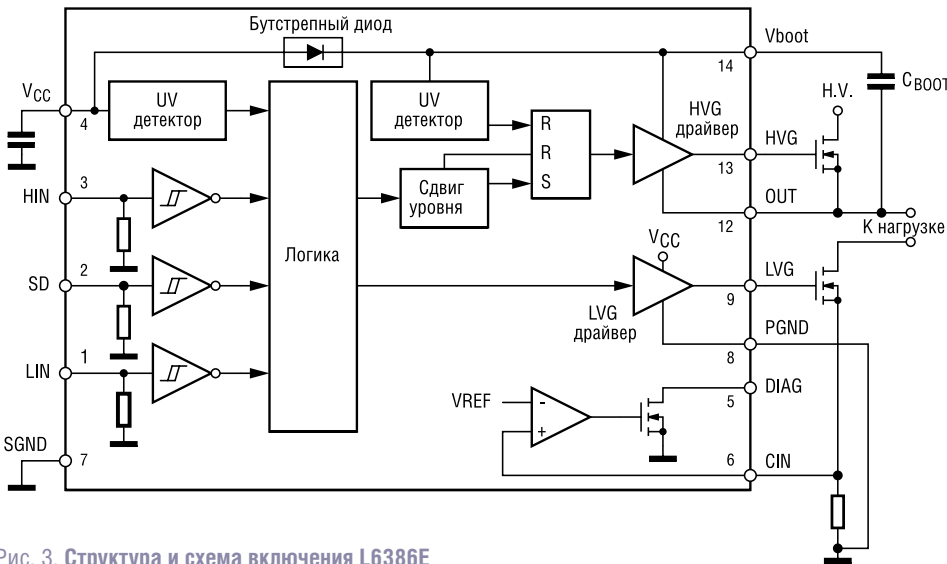 Бутстрепный диод
Vboot
14
CBOOT
VCC
4
UV
детектор
UV
детектор
HVG
драйвер
H.V.
HVG
13
R
R
S
HIN
3
Сдвиг
уровня
OUT
12
К нагрузке
Логика
VCC
SD
2
LVG
9
LVG
драйвер
PGND
8
LIN
1
VREF
-
+
DIAG
5
SGND
7
6
CIN
Рис. 3. Структура и схема включения L6386E